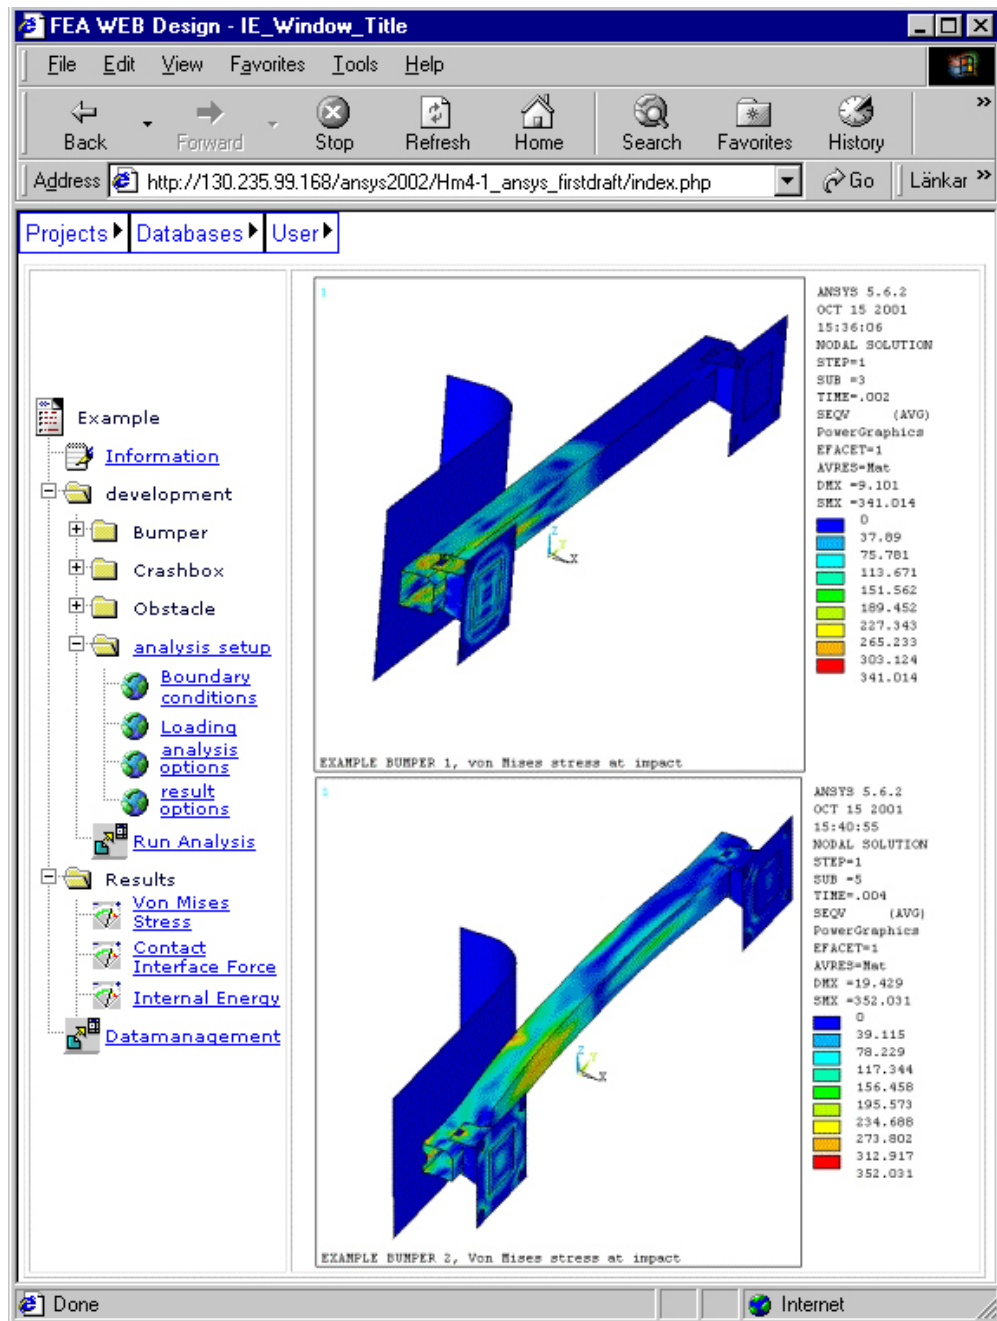 FEA WEB Design - IE_Window_Title
File Edit View Favorites Tools Help
Back Forward Stop Refresh Home Search Favorites History »
Address http://130.235.99.168/ansys2002/Hm4-1_ansys_firstdraft/index.php Go Länkar »
Projects Databases User
Example
Information
development
Bumper
Crashbox
Obstacle
analysis setup
Boundary
conditions
Loading
analysis
options
result
options
Run Analysis
Results
Von Mises
Stress
Contact
Interface Force
Internal Energy
Datamanagement
1
Z
Y
X
EXAMPLE BUMPER 1, von Mises stress at impact
ANSYS 5.6.2
OCT 15 2001
15:36:06
NODAL SOLUTION
STEP=1
SUB =3
TIME=.002
SEQV (AVG)
PowerGraphics
EFACET=1
AVRES=Mat
DMX =9.101
SMX =341.014
0
37.89
75.781
113.671
151.562
189.452
227.343
265.233
303.124
341.014
1
Z
Y
X
EXAMPLE BUMPER 2, Von Mises stress at impact
ANSYS 5.6.2
OCT 15 2001
15:40:55
NODAL SOLUTION
STEP=1
SUB =5
TIME=.004
SEQV (AVG)
PowerGraphics
EFACET=1
AVRES=Mat
DMX =19.429
SMX =352.031
0
39.115
78.229
117.344
156.458
195.573
234.688
273.802
312.917
352.031
Done Internet